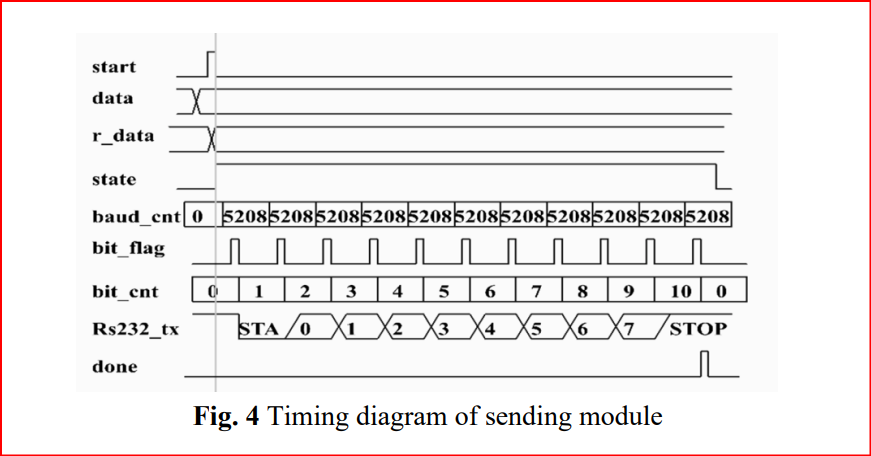 start
data
r_data
state
baud_cnt 0 5208 5208 5208 5208 5208 5208 5208 5208 5208 5208 5208
bit_flag
bit_cnt 0 1 2 3 4 5 6 7 8 9 10 0
Rs232_tx STA 0 1 2 3 4 5 6 7 STOP
done
Fig. 4 Timing diagram of sending module